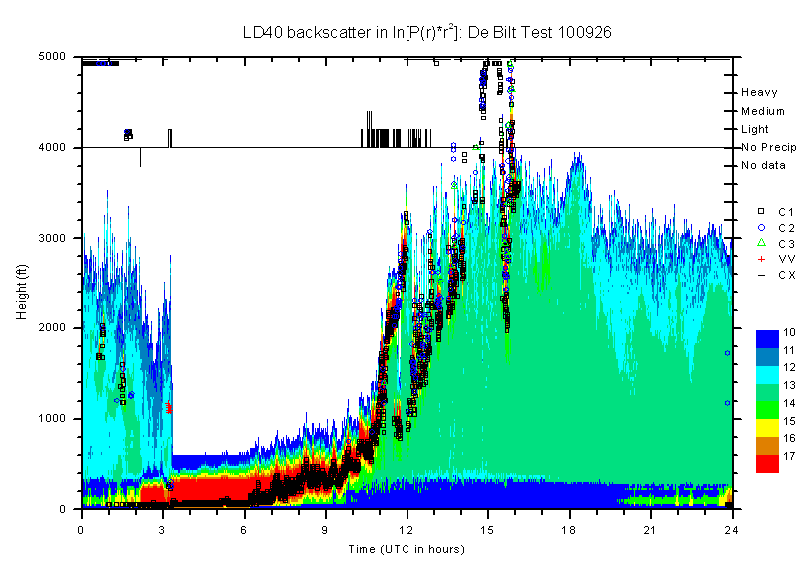 LD40 backscatter in ln[P(r)*r²]: De Bilt Test 100926
5000
4000
3000
2000
1000
0
Height (ft)
0 3 6 9 12 15 18 21 24
Time (UTC in hours)
Heavy
Medium
Light
No Precip
No data
C1
C2
C3
VV
CX
10
11
12
13
14
15
16
17